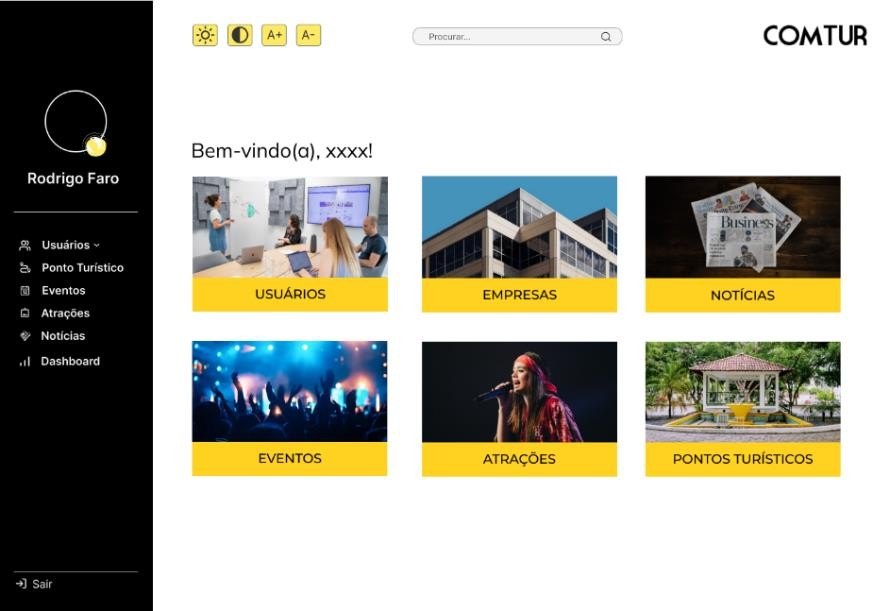 A+
A-
Procurar...
COMTUR
Rodrigo Faro
Usuários
Ponto Turístico
Eventos
Atrações
Notícias
Dashboard
Sair
Bem-vindo(a), xxxx!
Business
USUÁRIOS
EMPRESAS
NOTÍCIAS
EVENTOS
ATRAÇÕES
PONTOS TURÍSTICOS